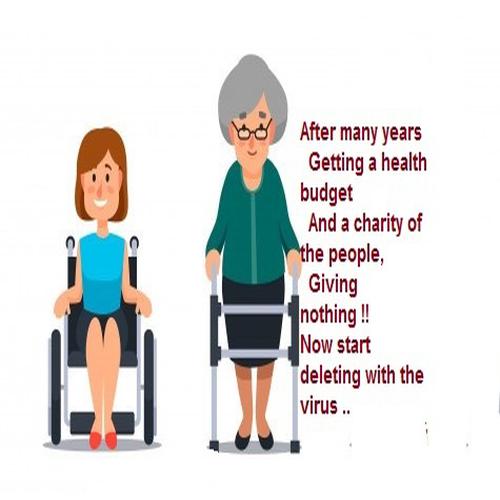 After many years
Getting a health
budget
And a charity of
the people,
Giving
nothing !!
Now start
deleting with the
virus ..